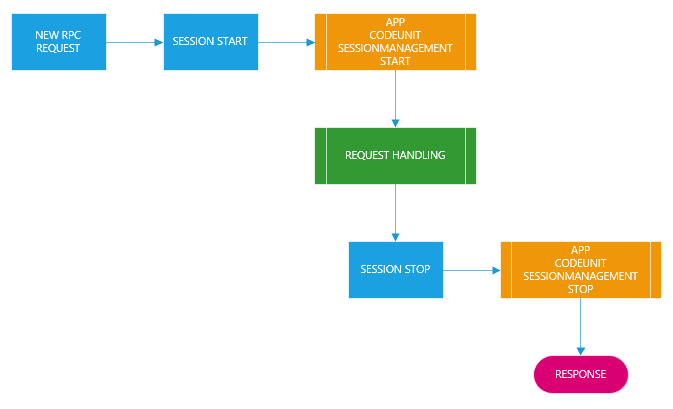 NEW RPC
REQUEST
SESSION START
APP
CODEUNIT
SESSIONMANAGEMENT
START
REQUEST HANDLING
SESSION STOP
APP
CODEUNIT
SESSIONMANAGEMENT
STOP
RESPONSE